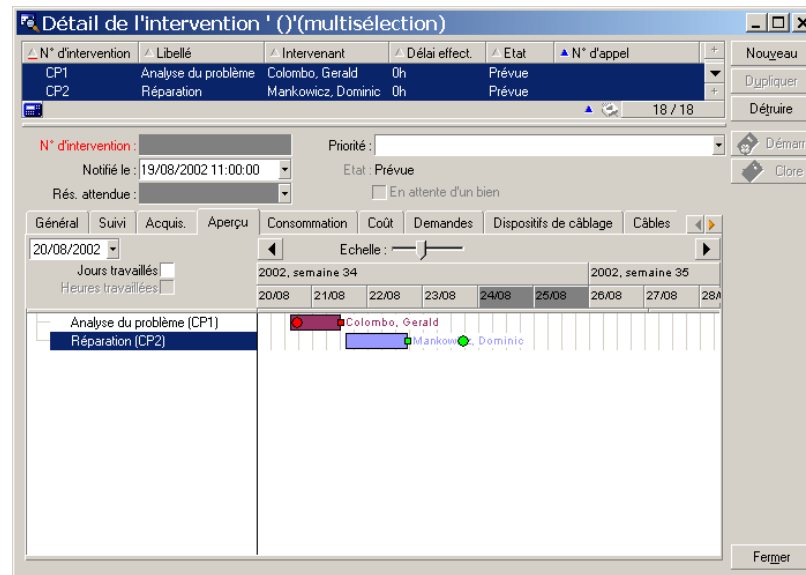 Détail de l'intervention ' ()'(multisélection)
N° d'intervention Libellé Intervenant Délai effect. Etat N° d'appel
CP1 Analyse du problème Colombo, Gerald 0h Prévue
CP2 Réparation Mankowicz, Dominic 0h Prévue
18 / 18
Nouveau
Dupliquer
Détruire
Démarr
Clore
N° d'intervention : Priorité :
Notifié le : 19/08/2002 11:00:00 Etat : Prévue
Rés. attendue : En attente d'un bien
Général Suivi Acquis. Aperçu Consommation Coût Demandes Dispositifs de câblage Câbles
20/08/2002 Echelle :
Jours travaillés
Heures travaillées
2002, semaine 34 2002, semaine 35
20/08 21/08 22/08 23/08 24/08 25/08 26/08 27/08 28/
Analyse du problème (CP1) Colombo, Gerald
Réparation (CP2) Mankow , Dominic
Fermer